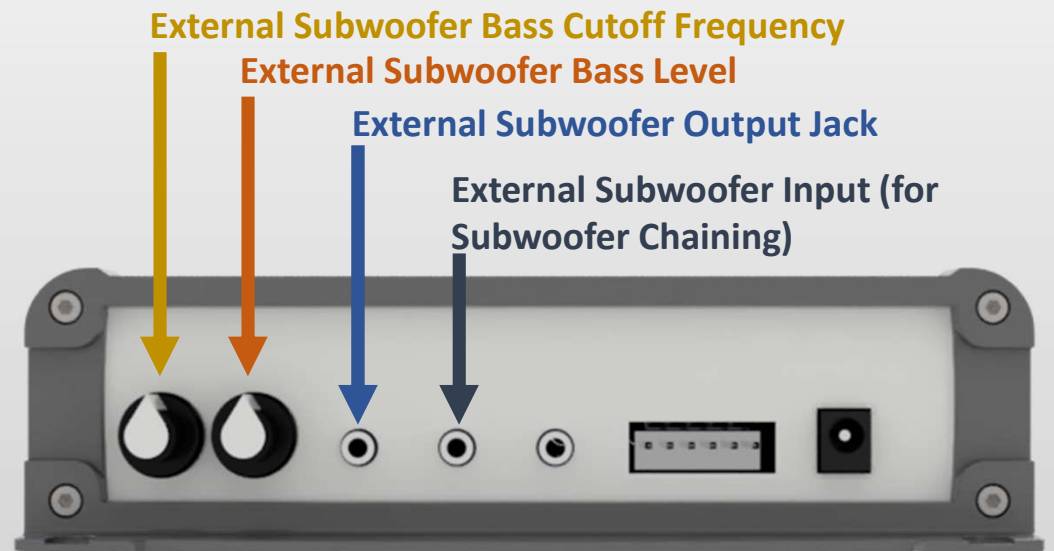 External Subwoofer Bass Cutoff Frequency
External Subwoofer Bass Level
External Subwoofer Output Jack
External Subwoofer Input (for
Subwoofer Chaining)